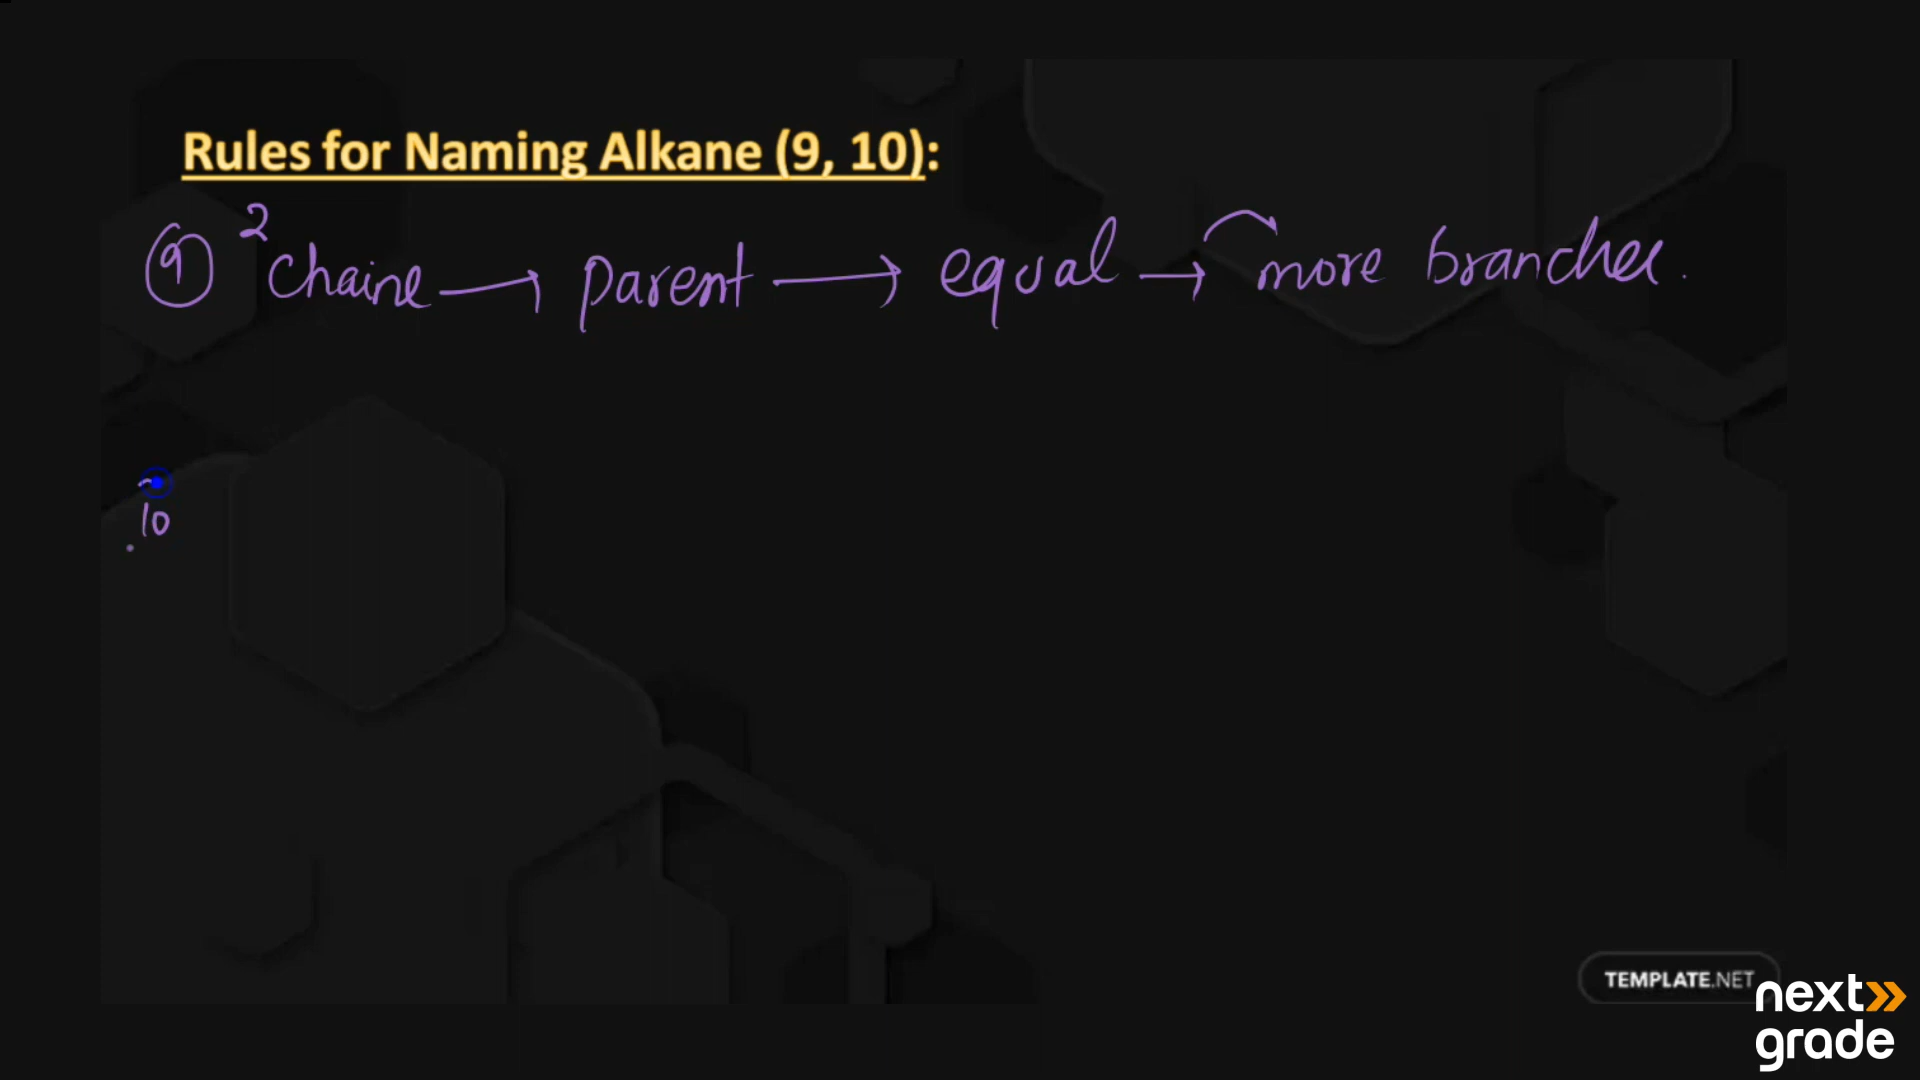 Rules for Naming Alkane (9, 10):
9 2 chaine → parent → equal → more branches.
10
TEMPLATE.NET
next
grade